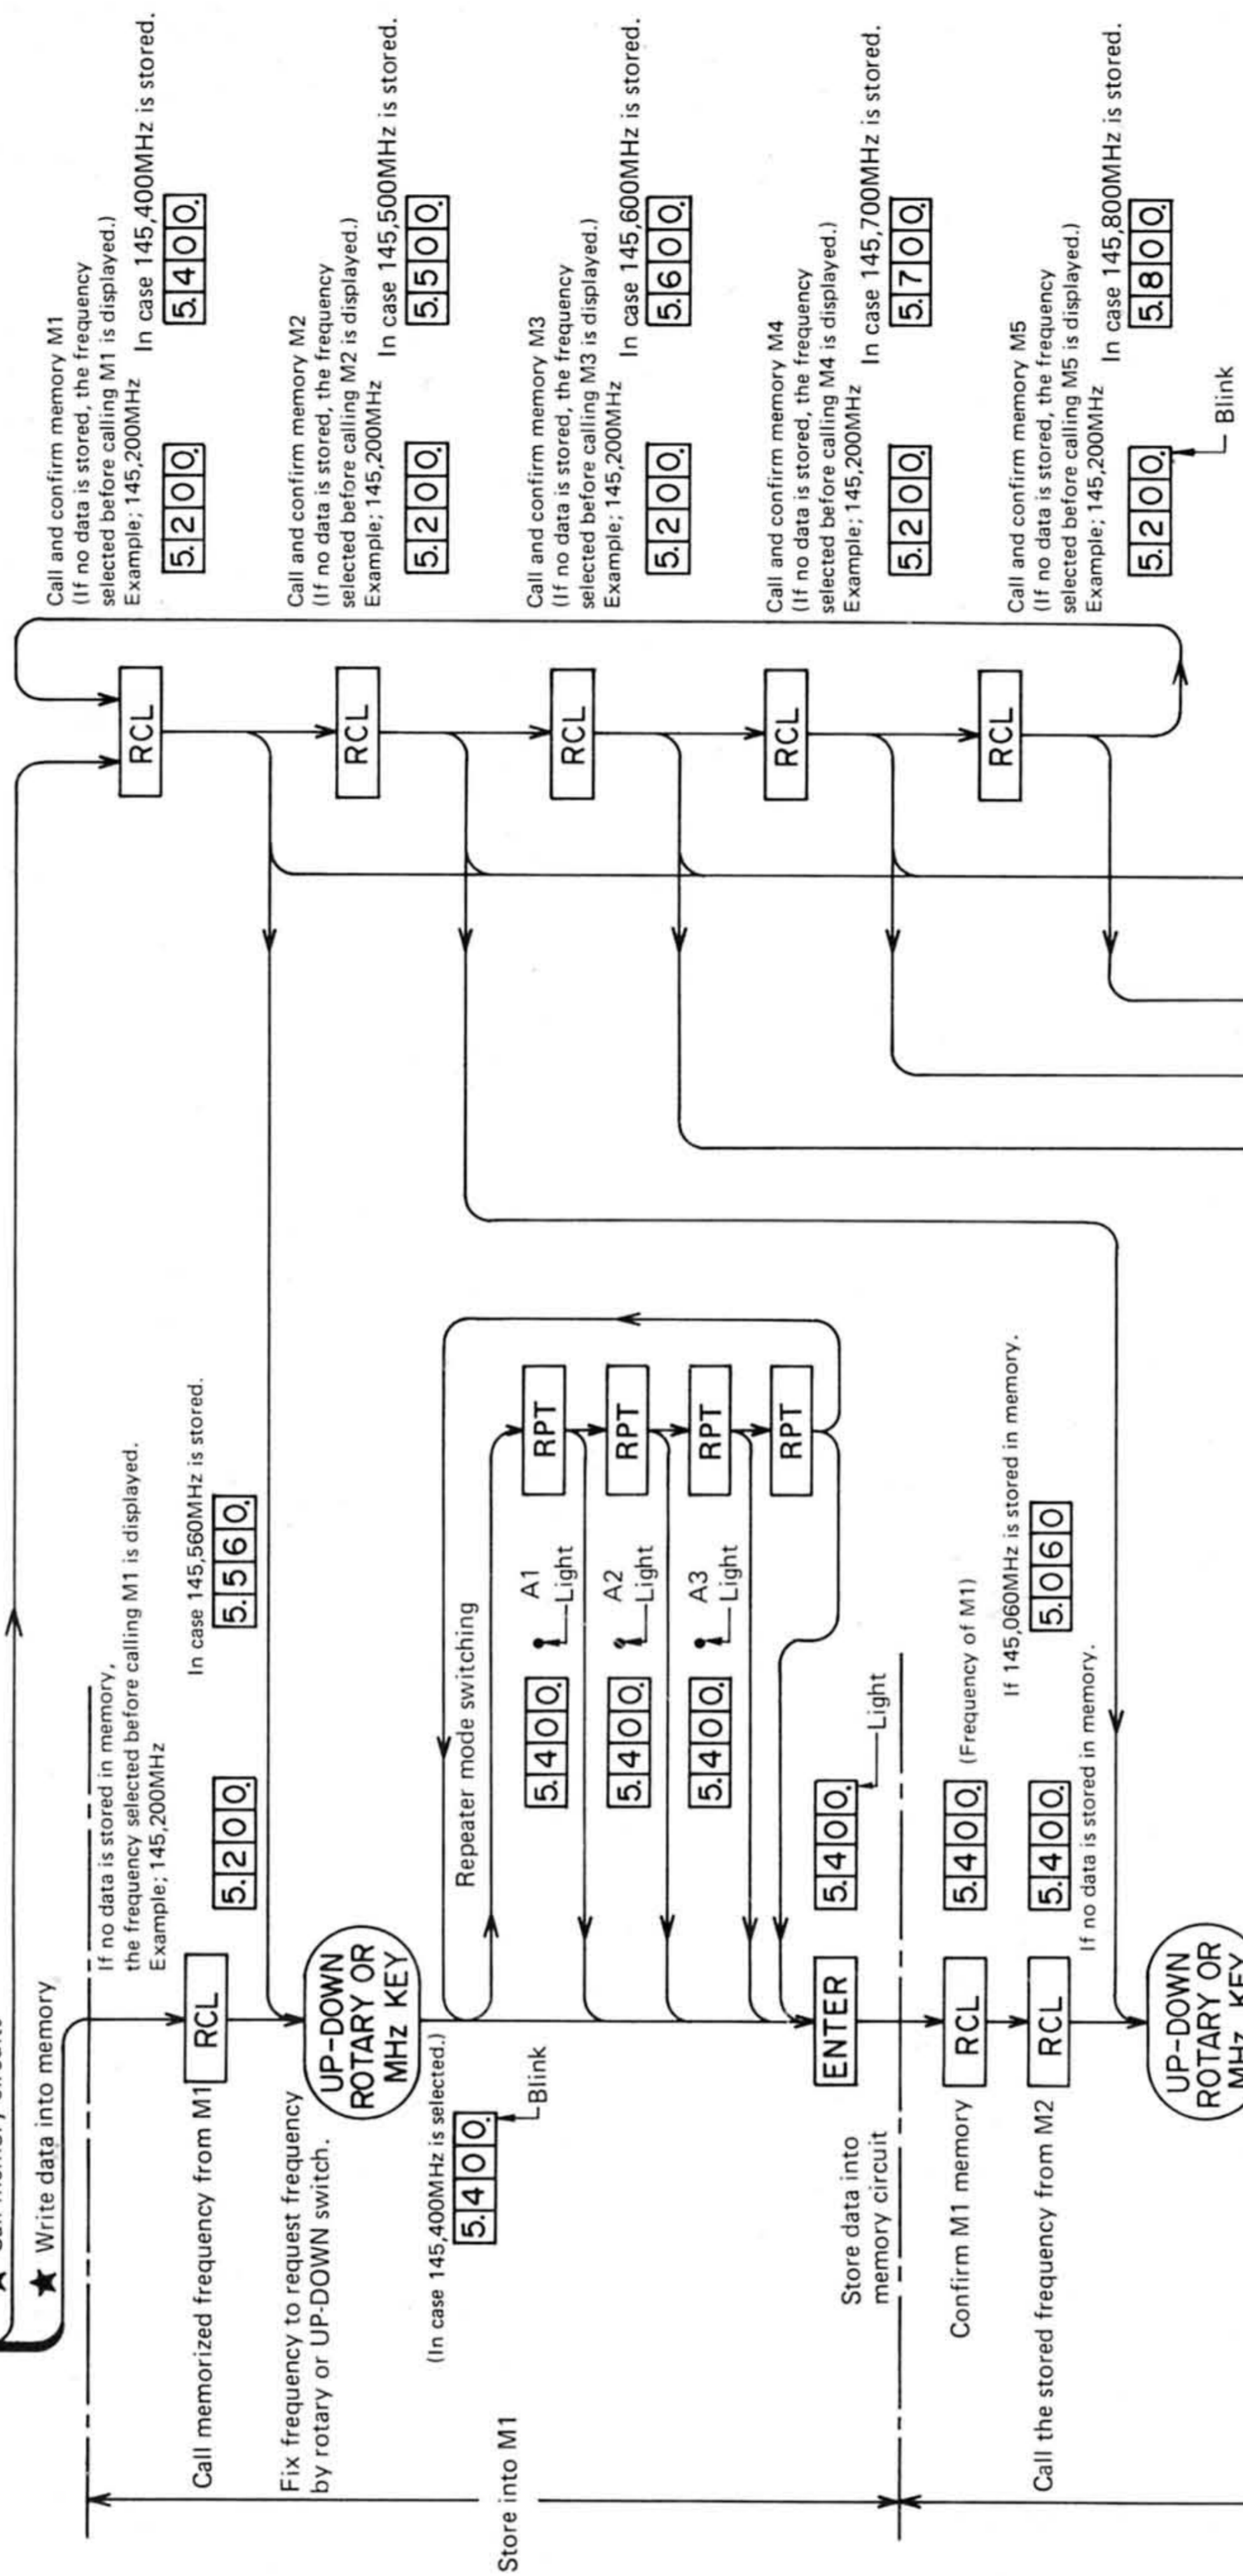 ★ Write data into memory
If no data is stored in memory,
the frequency selected before calling M1 is displayed.
Example; 145,200MHz
In case 145,560MHz is stored.
Call memorized frequency from M1
RCL
5.200.
5.560.
Fix frequency to request frequency
by rotary or UP-DOWN switch.
UP-DOWN
ROTARY OR
MHz KEY
(In case 145,400MHz is selected.)
5.400.
Blink
Repeater mode switching
5.400.
A1
Light
RPT
5.400.
A2
Light
RPT
5.400.
A3
Light
RPT
RPT
Store into M1
Store data into
memory circuit
ENTER
5.400.
Light
Confirm M1 memory
RCL
5.400.
(Frequency of M1)
If 145,060MHz is stored in memory.
Call the stored frequency from M2
RCL
5.400.
5.060
If no data is stored in memory.
UP-DOWN
ROTARY OR
MHz KEY
Call and confirm memory M1
(If no data is stored, the frequency
selected before calling M1 is displayed.)
Example; 145,200MHz
In case 145,400MHz is stored.
RCL
5.200.
5.400.
Call and confirm memory M2
(If no data is stored, the frequency
selected before calling M2 is displayed.)
Example; 145,200MHz
In case 145,500MHz is stored.
RCL
5.200.
5.500.
Call and confirm memory M3
(If no data is stored, the frequency
selected before calling M3 is displayed.)
Example; 145,200MHz
In case 145,600MHz is stored.
RCL
5.200.
5.600.
Call and confirm memory M4
(If no data is stored, the frequency
selected before calling M4 is displayed.)
Example; 145,200MHz
In case 145,700MHz is stored.
RCL
5.200.
5.700.
Call and confirm memory M5
(If no data is stored, the frequency
selected before calling M5 is displayed.)
Example; 145,200MHz
In case 145,800MHz is stored.
RCL
5.200.
5.800.
Blink